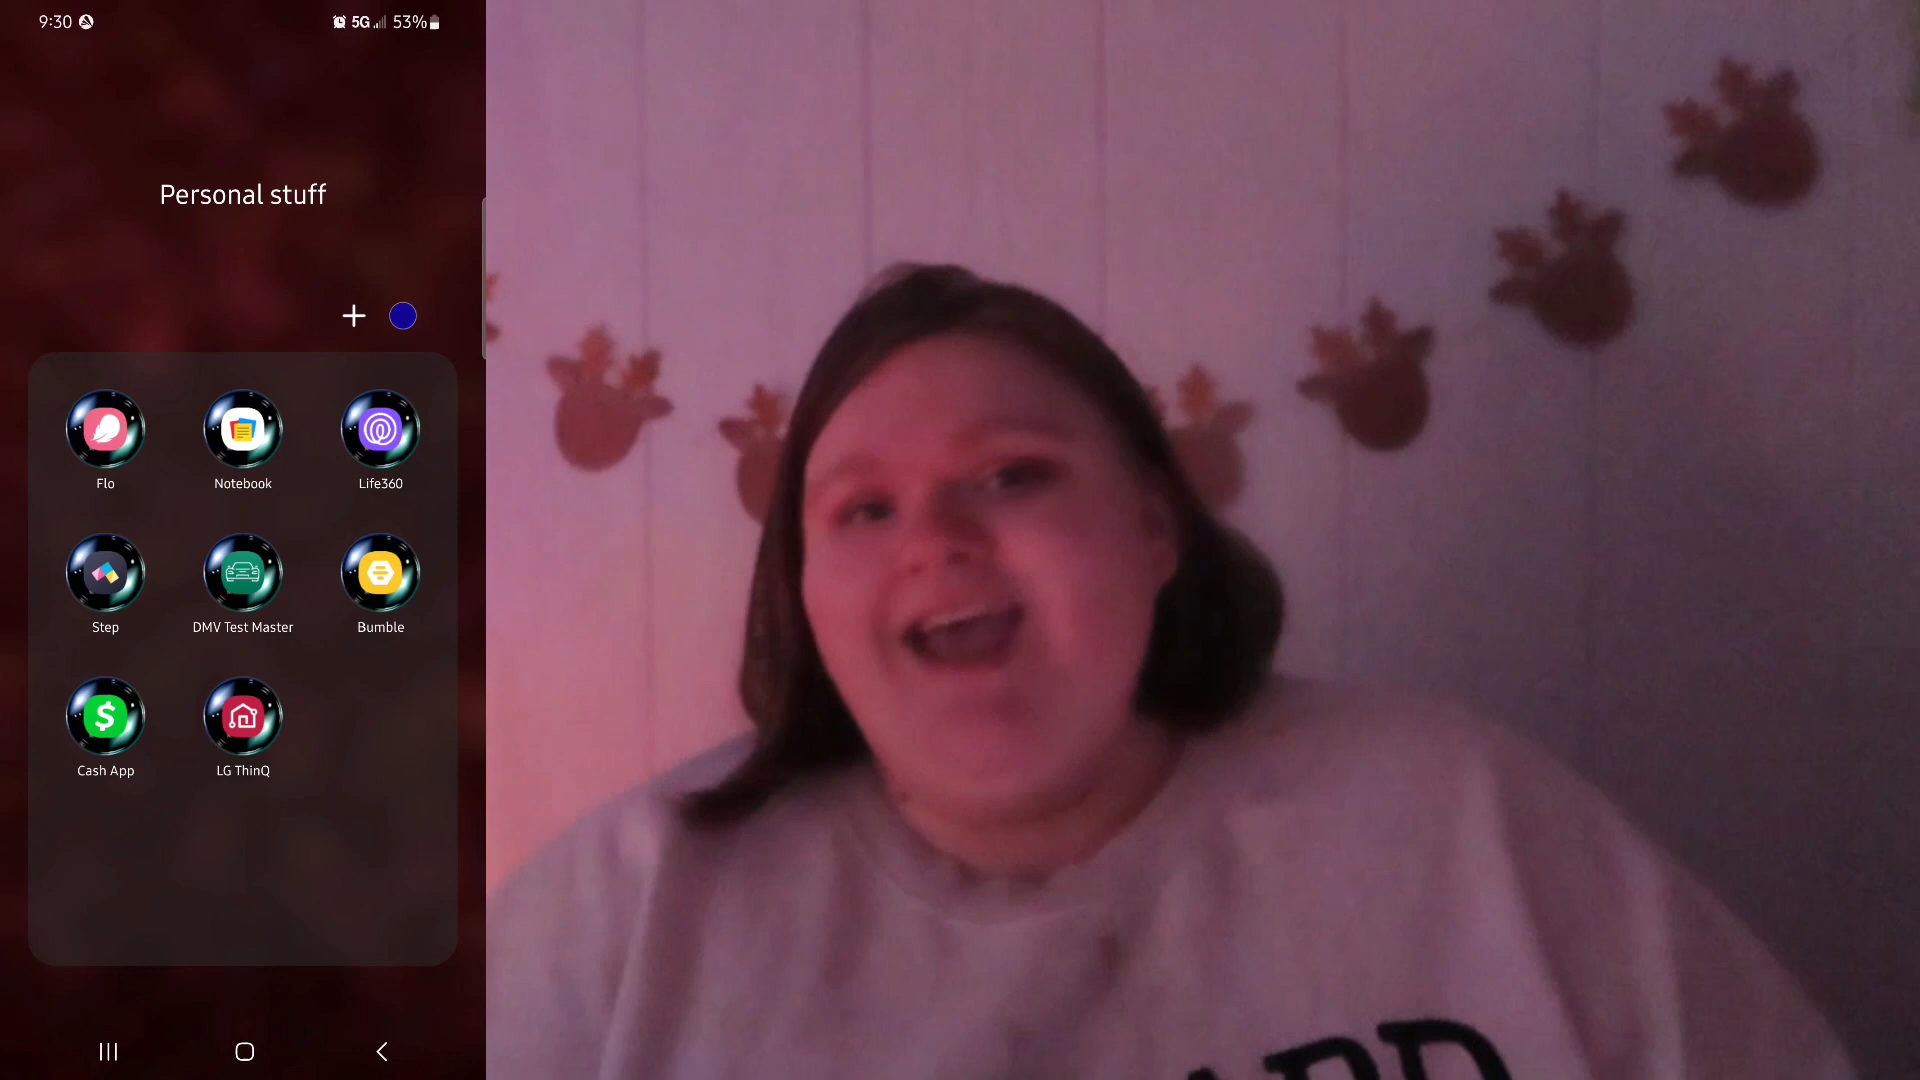 9:30 5G 53%
Personal stuff
Flo Notebook Life360
Step DMV Test Master Bumble
Cash App LG ThinQ